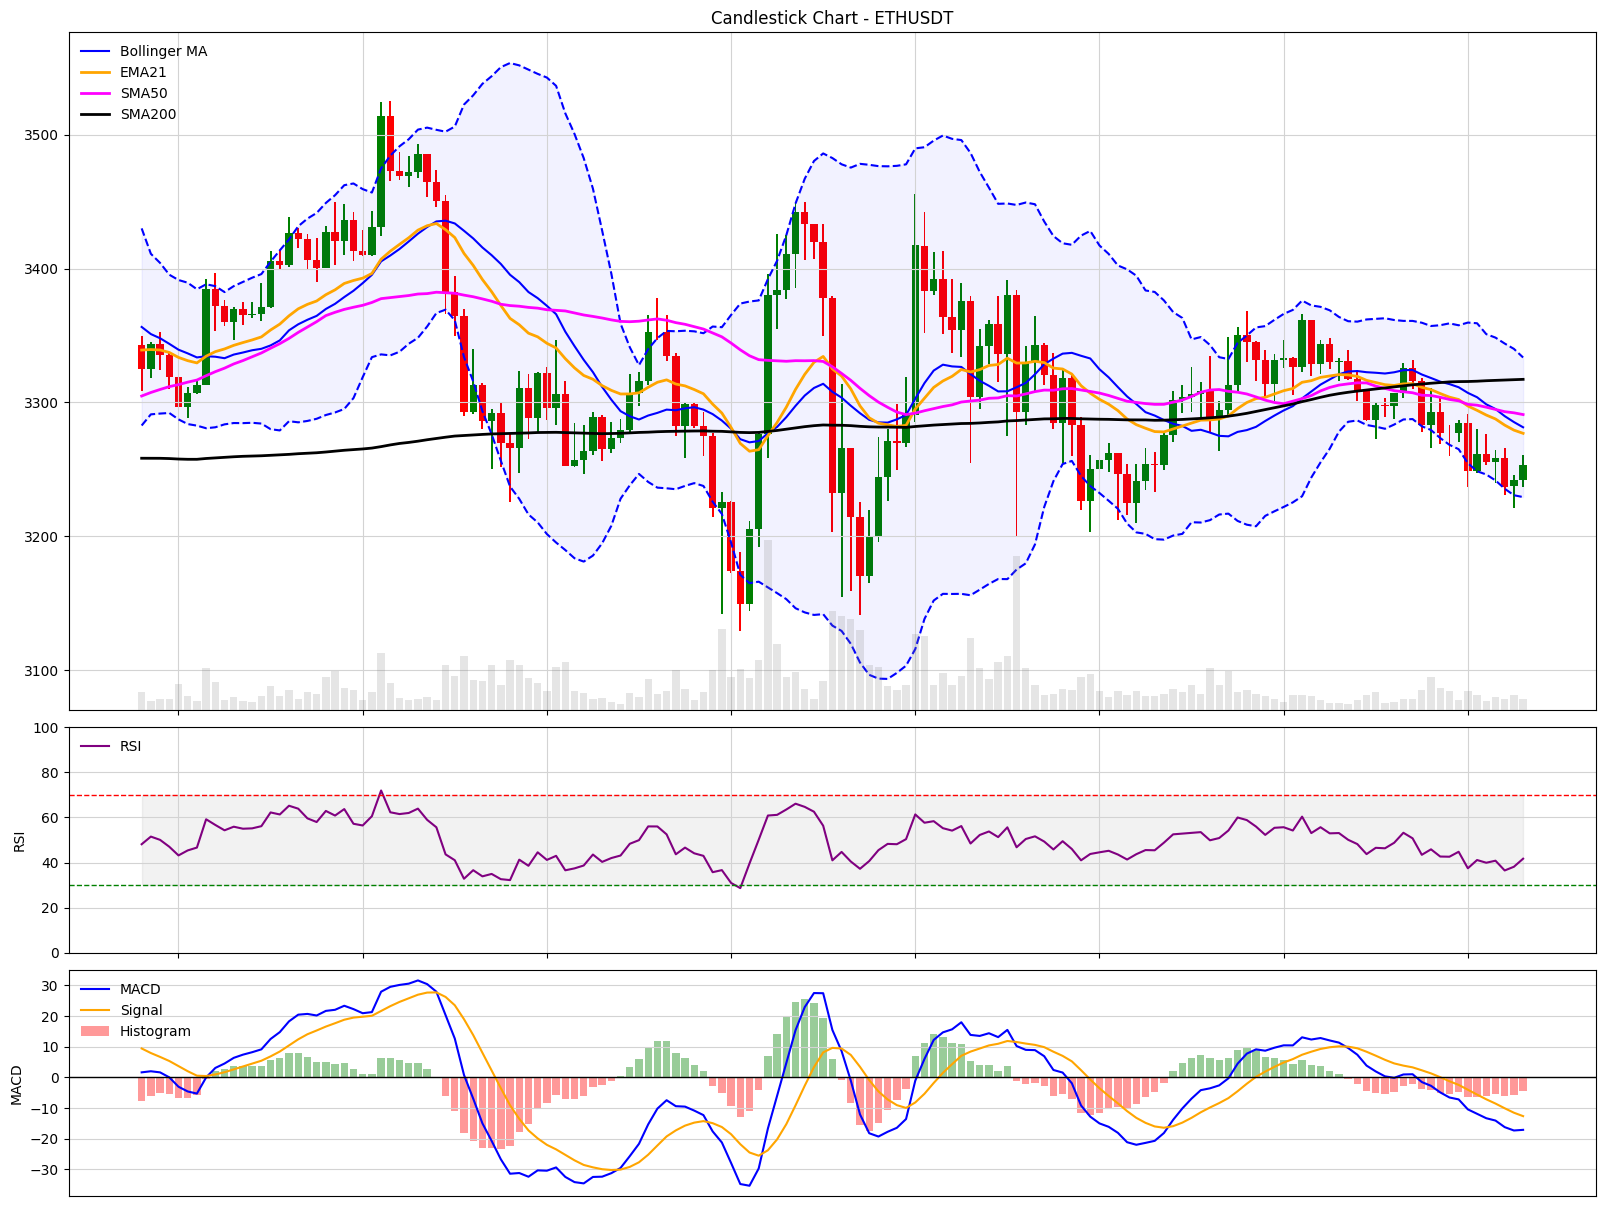 Candlestick Chart - ETHUSDT
Bollinger MA
EMA21
SMA50
SMA200
3500
3400
3300
3200
3100
RSI
100
80
60
40
20
0
RSI
MACD
Signal
Histogram
30
20
10
0
−10
−20
−30
MACD